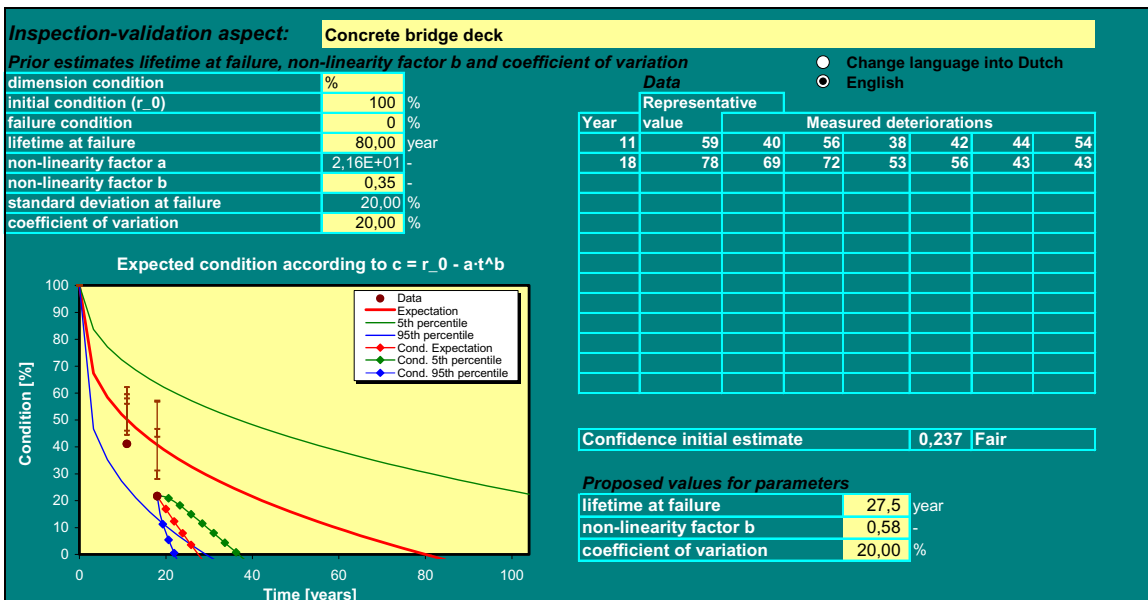 Inspection-validation aspect: Concrete bridge deck
Prior estimates lifetime at failure, non-linearity factor b and coefficient of variation
Change language into Dutch
English
dimension condition %
initial condition (r_0) 100 %
failure condition 0 %
lifetime at failure 80,00 year
non-linearity factor a 2,16E+01 -
non-linearity factor b 0,35 -
standard deviation at failure 20,00 %
coefficient of variation 20,00 %
Data
Representative
Year value Measured deteriorations
11 59 40 56 38 42 44 54
18 78 69 72 53 56 43 43
Expected condition according to c = r_0 - a·t^b
Condition [%]
100
90
80
70
60
50
40
30
20
10
0
0 20 40 60 80 100
Time [years]
Data
Expectation
5th percentile
95th percentile
Cond. Expectation
Cond. 5th percentile
Cond. 95th percentile
Confidence initial estimate 0,237 Fair
Proposed values for parameters
lifetime at failure 27,5 year
non-linearity factor b 0,58 -
coefficient of variation 20,00 %